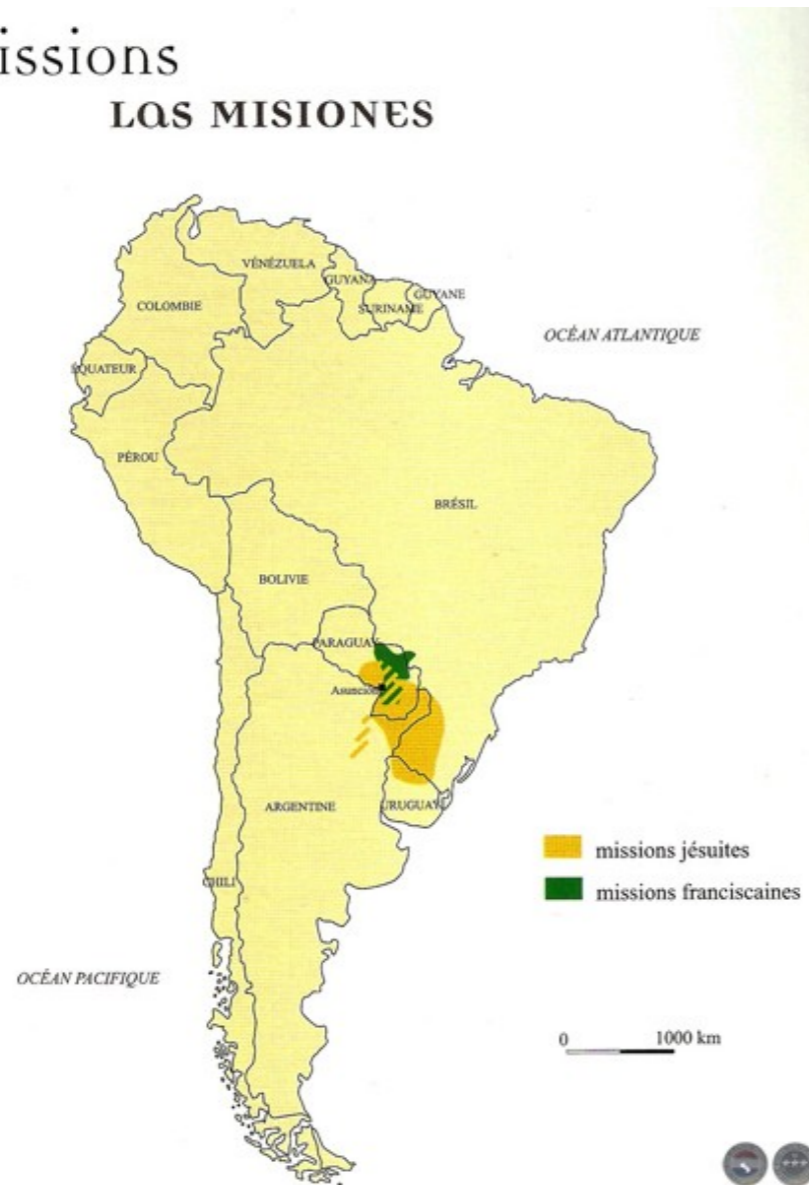 issions
LAS MISIONES
VÉNÉZUELA
GUYANA
GUYANE
SURINAME
COLOMBIE
OCÉAN ATLANTIQUE
ÉQUATEUR
PÉROU
BRÉSIL
BOLIVIE
PARAGUAY
Asunción
ARGENTINE
URUGUAY
missions jésuites
CHILI
missions franciscaines
OCÉAN PACIFIQUE
0 1000 km